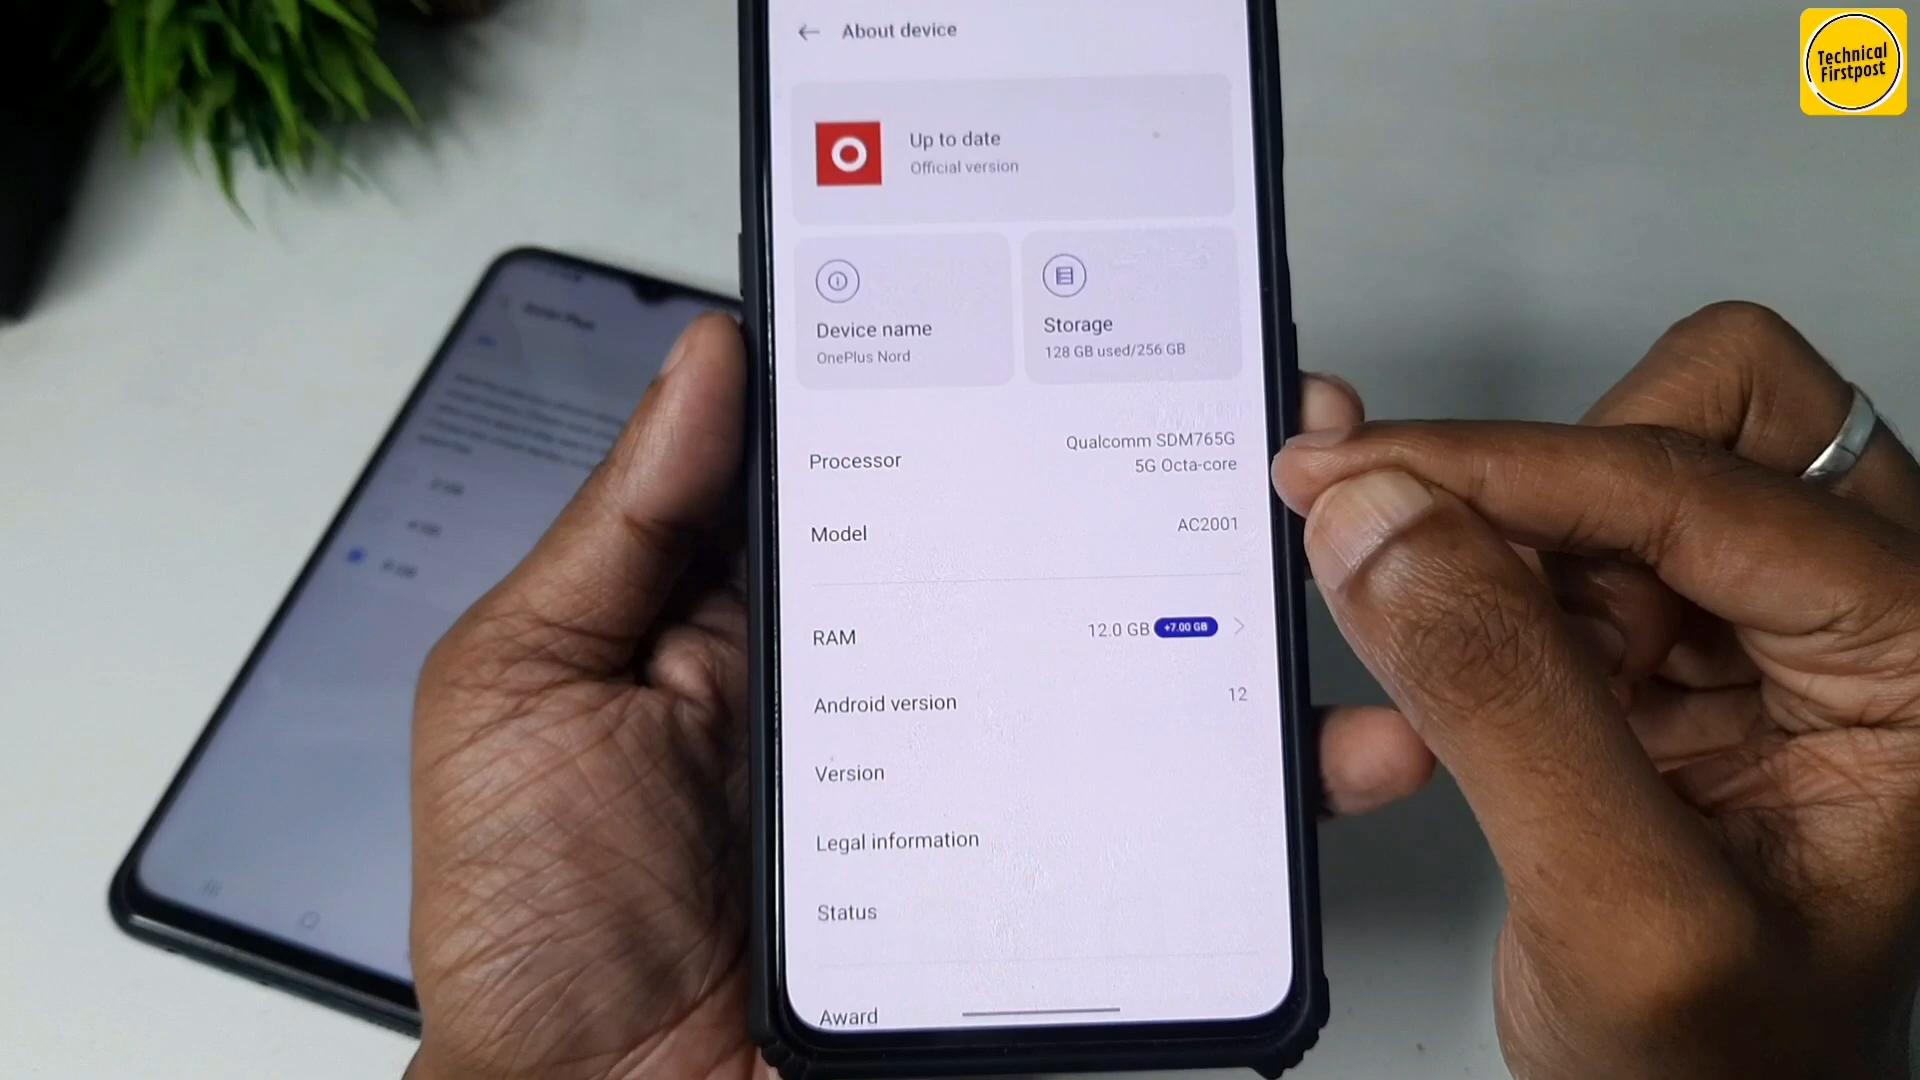 About device
Technical
Firstpost
Up to date
Official version
Device name
OnePlus Nord
Storage
128 GB used/256 GB
Processor
Qualcomm SDM765G
5G Octa-core
Model
AC2001
RAM
12.0 GB +7.00 GB
Android version
12
Version
Legal information
Status
Award